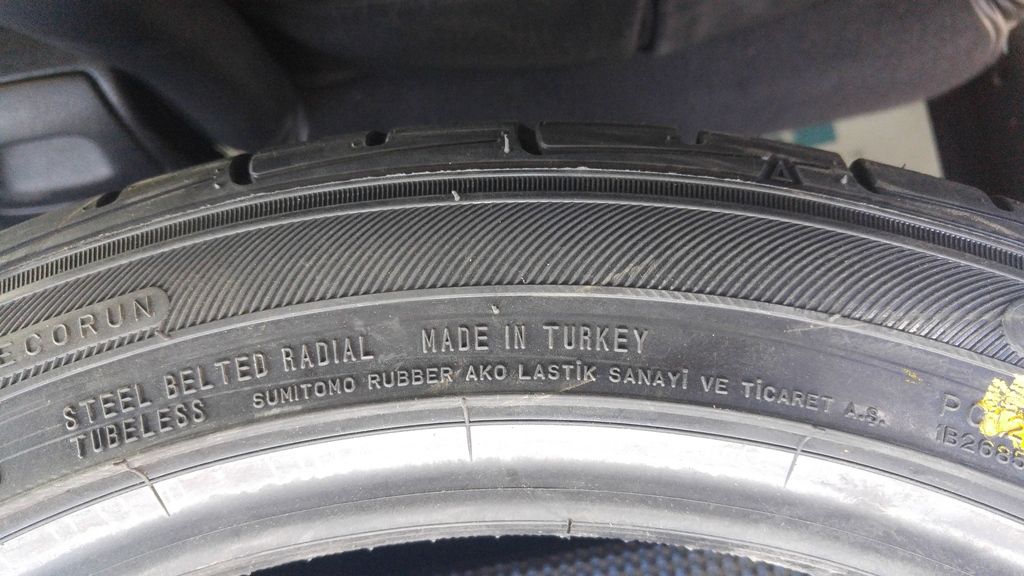 ECORUN
STEEL BELTED RADIAL
TUBELESS
MADE IN TURKEY
SUMITOMO RUBBER AKO LASTİK SANAYİ VE TİCARET A.Ş.